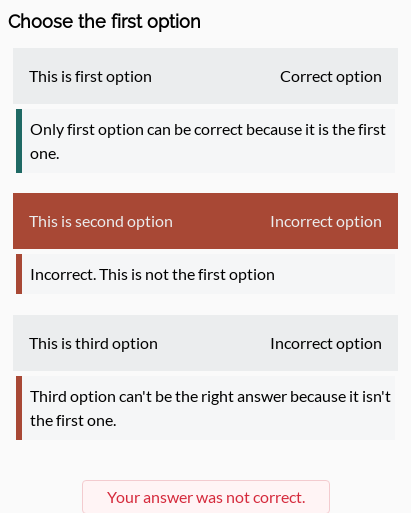 Choose the first option
This is first option Correct option
Only first option can be correct because it is the first
one.
This is second option Incorrect option
Incorrect. This is not the first option
This is third option Incorrect option
Third option can't be the right answer because it isn't
the first one.
Your answer was not correct.